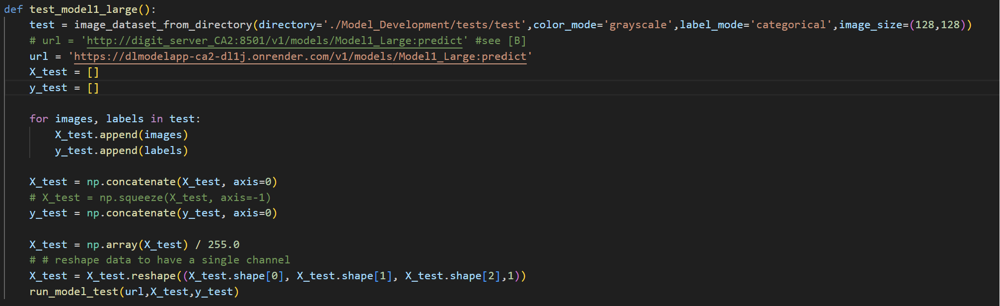 def test_model1_large():
    test = image_dataset_from_directory(directory='./Model_Development/tests/test',color_mode='grayscale',label_mode='categorical',image_size=(128,128))
    # url = 'http://digit_server_CA2:8501/v1/models/Model1_Large:predict' #see [B]
    url = 'https://dlmodelapp-ca2-dl1j.onrender.com/v1/models/Model1_Large:predict'
    X_test = []
    y_test = []

    for images, labels in test:
        X_test.append(images)
        y_test.append(labels)

    X_test = np.concatenate(X_test, axis=0)
    # X_test = np.squeeze(X_test, axis=-1)
    y_test = np.concatenate(y_test, axis=0)

    X_test = np.array(X_test) / 255.0
    # # reshape data to have a single channel
    X_test = X_test.reshape((X_test.shape[0], X_test.shape[1], X_test.shape[2],1))
    run_model_test(url,X_test,y_test)